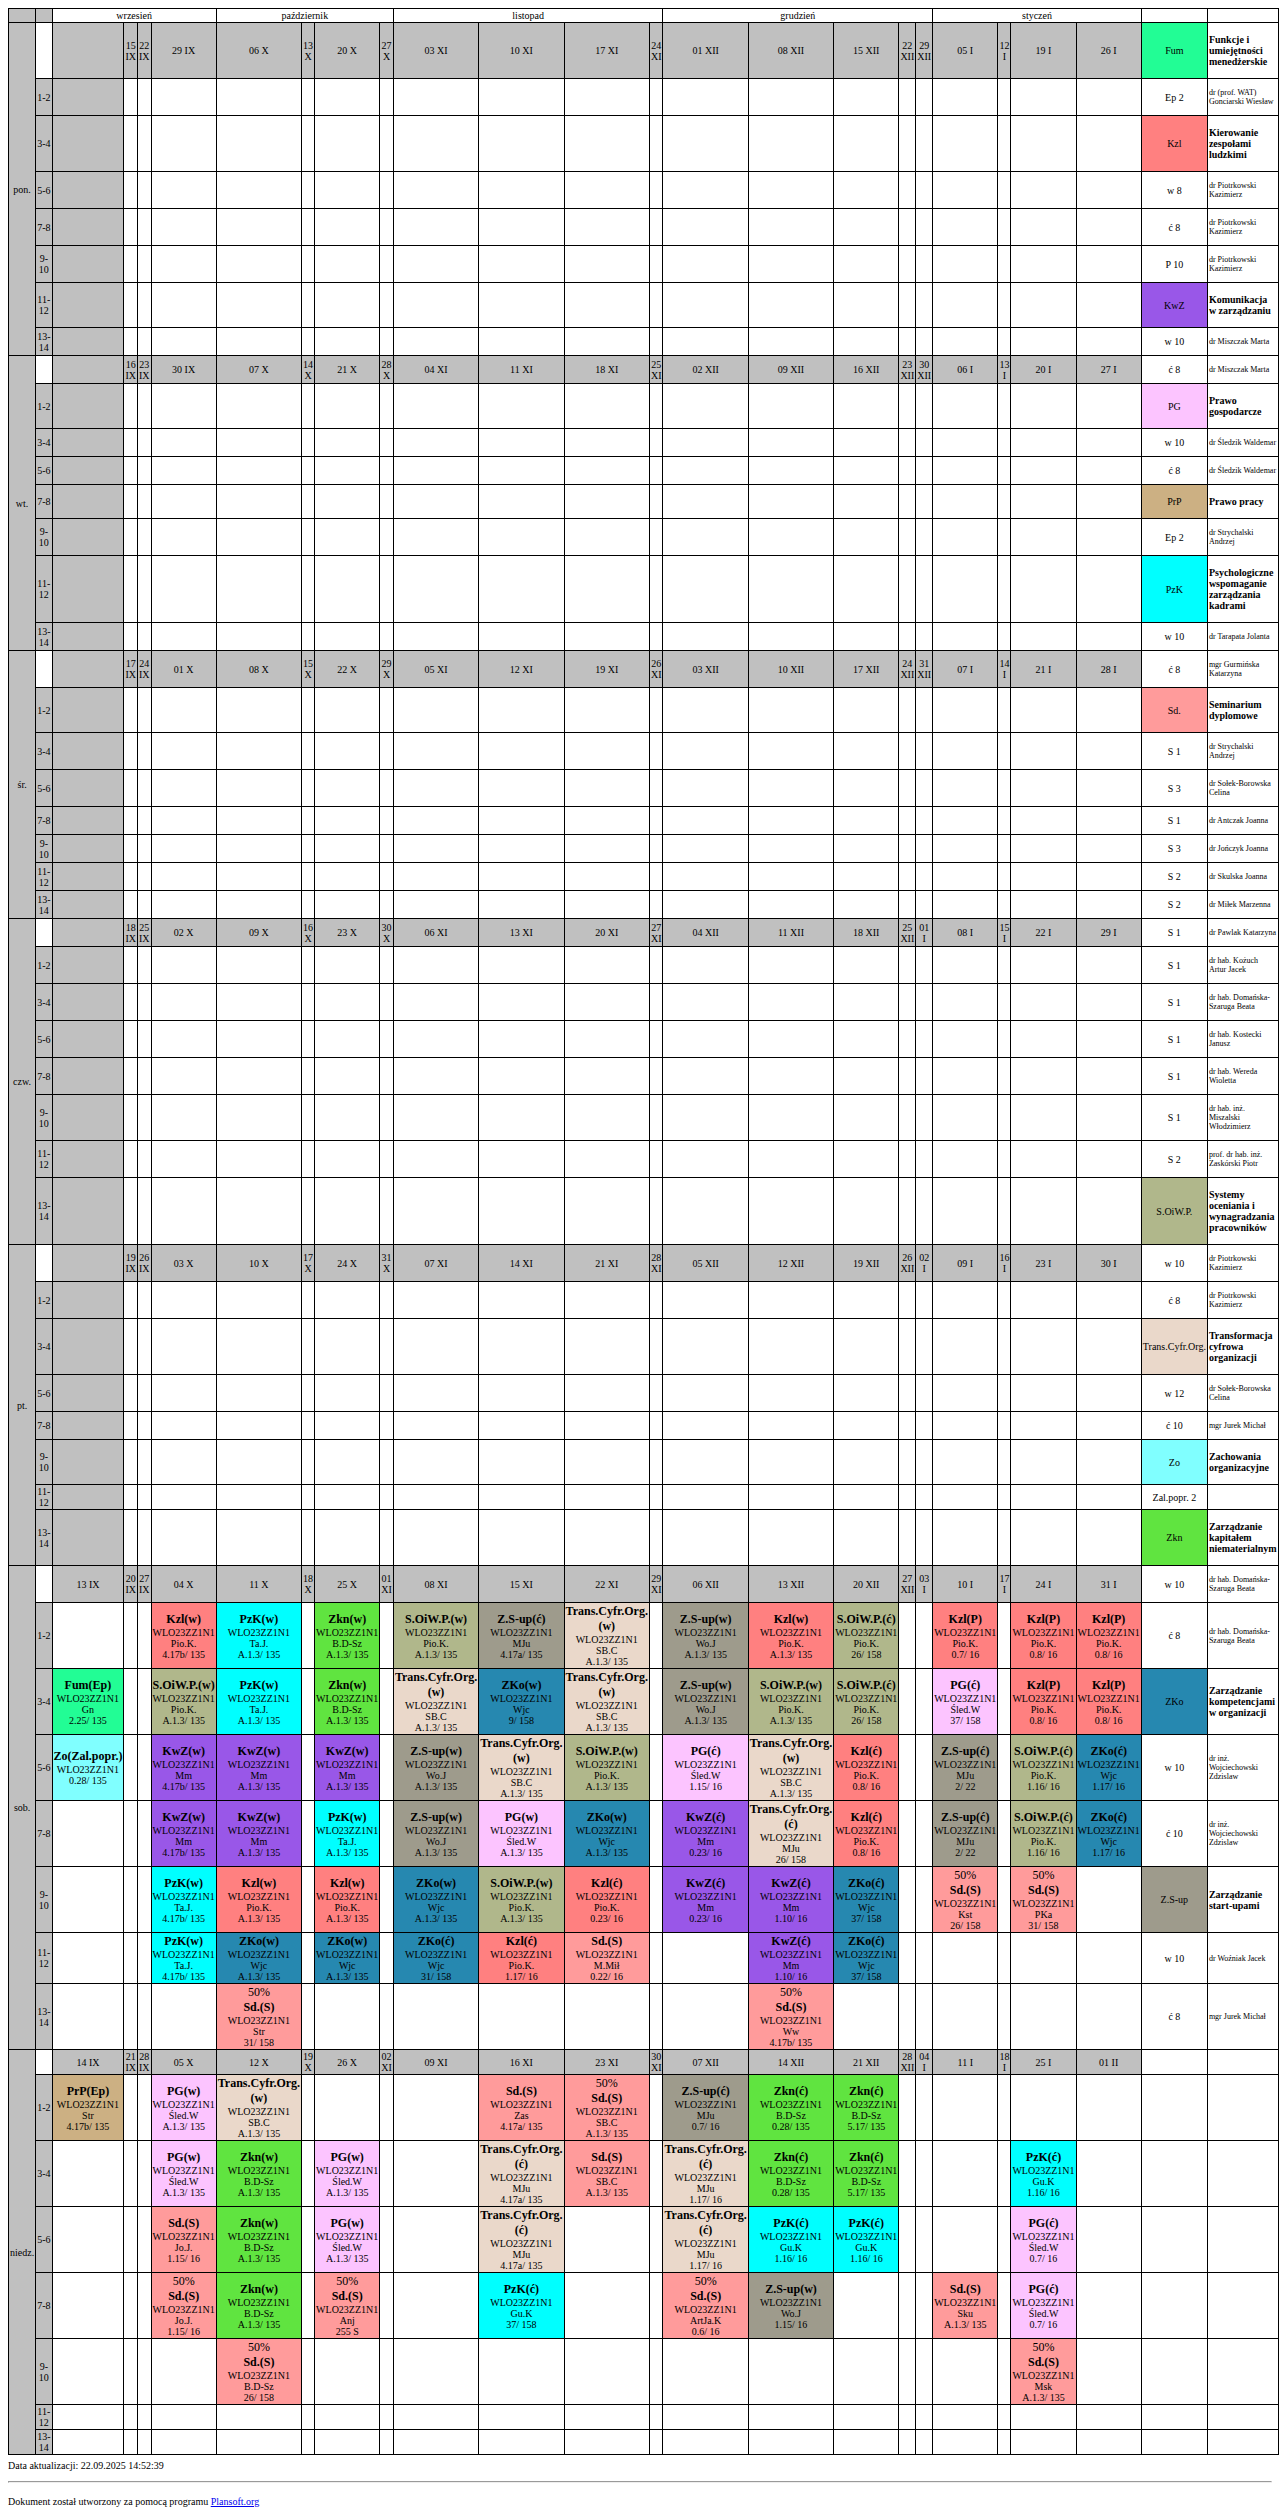 wrzesień październik listopad grudzień styczeń
pon. 15 IX 22 IX 29 IX 06 X 13 X 20 X 27 X 03 XI 10 XI 17 XI 24 XI 01 XII 08 XII 15 XII 22 XII 29 XII 05 I 12 I 19 I 26 I Fum Funkcje i umiejętności menedżerskie
1-2 Ep 2 dr (prof. WAT) Gonciarski Wiesław
3-4 Kzl Kierowanie zespołami ludzkimi
5-6 w 8 dr Piotrkowski Kazimierz
7-8 ć 8 dr Piotrkowski Kazimierz
9-10 P 10 dr Piotrkowski Kazimierz
11-12 KwZ Komunikacja w zarządzaniu
13-14 w 10 dr Miszczak Marta
wt. 16 IX 23 IX 30 IX 07 X 14 X 21 X 28 X 04 XI 11 XI 18 XI 25 XI 02 XII 09 XII 16 XII 23 XII 30 XII 06 I 13 I 20 I 27 I ć 8 dr Miszczak Marta
1-2 PG Prawo gospodarcze
3-4 w 10 dr Śledzik Waldemar
5-6 ć 8 dr Śledzik Waldemar
7-8 PrP Prawo pracy
9-10 Ep 2 dr Strychalski Andrzej
11-12 PzK Psychologiczne wspomaganie zarządzania kadrami
13-14 w 10 dr Tarapata Jolanta
śr. 17 IX 24 IX 01 X 08 X 15 X 22 X 29 X 05 XI 12 XI 19 XI 26 XI 03 XII 10 XII 17 XII 24 XII 31 XII 07 I 14 I 21 I 28 I ć 8 mgr Gurmińska Katarzyna
1-2 Sd. Seminarium dyplomowe
3-4 S 1 dr Strychalski Andrzej
5-6 S 3 dr Sołek-Borowska Celina
7-8 S 1 dr Antczak Joanna
9-10 S 3 dr Jończyk Joanna
11-12 S 2 dr Skulska Joanna
13-14 S 2 dr Miłek Marzenna
czw. 18 IX 25 IX 02 X 09 X 16 X 23 X 30 X 06 XI 13 XI 20 XI 27 XI 04 XII 11 XII 18 XII 25 XII 01 I 08 I 15 I 22 I 29 I S 1 dr Pawlak Katarzyna
1-2 S 1 dr hab. Kożuch Artur Jacek
3-4 S 1 dr hab. Domańska-Szaruga Beata
5-6 S 1 dr hab. Kostecki Janusz
7-8 S 1 dr hab. Wereda Wioletta
9-10 S 1 dr hab. inż. Miszalski Włodzimierz
11-12 S 2 prof. dr hab. inż. Zaskórski Piotr
13-14 S.OiW.P. Systemy oceniania i wynagradzania pracowników
pt. 19 IX 26 IX 03 X 10 X 17 X 24 X 31 X 07 XI 14 XI 21 XI 28 XI 05 XII 12 XII 19 XII 26 XII 02 I 09 I 16 I 23 I 30 I w 10 dr Piotrkowski Kazimierz
1-2 ć 8 dr Piotrkowski Kazimierz
3-4 Trans.Cyfr.Org. Transformacja cyfrowa organizacji
5-6 w 12 dr Sołek-Borowska Celina
7-8 ć 10 mgr Jurek Michał
9-10 Zo Zachowania organizacyjne
11-12 Zal.popr. 2
13-14 Zkn Zarządzanie kapitałem niematerialnym
sob. 13 IX 20 IX 27 IX 04 X 11 X 18 X 25 X 01 XI 08 XI 15 XI 22 XI 29 XI 06 XII 13 XII 20 XII 27 XII 03 I 10 I 17 I 24 I 31 I w 10 dr hab. Domańska-Szaruga Beata
1-2 Kzl(w) WLO23ZZ1N1 Pio.K. 4.17b/ 135 PzK(w) WLO23ZZ1N1 Ta.J. A.1.3/ 135 Zkn(w) WLO23ZZ1N1 B.D-Sz A.1.3/ 135 S.OiW.P.(w) WLO23ZZ1N1 Pio.K. A.1.3/ 135 Z.S-up(ć) WLO23ZZ1N1 MJu 4.17a/ 135 Trans.Cyfr.Org.(w) WLO23ZZ1N1 SB.C A.1.3/ 135 Z.S-up(w) WLO23ZZ1N1 Wo.J A.1.3/ 135 Kzl(w) WLO23ZZ1N1 Pio.K. A.1.3/ 135 S.OiW.P.(ć) WLO23ZZ1N1 Pio.K. 26/ 158 Kzl(P) WLO23ZZ1N1 Pio.K. 0.7/ 16 Kzl(P) WLO23ZZ1N1 Pio.K. 0.8/ 16 Kzl(P) WLO23ZZ1N1 Pio.K. 0.8/ 16 ć 8 dr hab. Domańska-Szaruga Beata
3-4 Fum(Ep) WLO23ZZ1N1 Gn 2.25/ 135 S.OiW.P.(w) WLO23ZZ1N1 Pio.K. A.1.3/ 135 PzK(w) WLO23ZZ1N1 Ta.J. A.1.3/ 135 Zkn(w) WLO23ZZ1N1 B.D-Sz A.1.3/ 135 Trans.Cyfr.Org.(w) WLO23ZZ1N1 SB.C A.1.3/ 135 ZKo(w) WLO23ZZ1N1 Wjc 9/ 158 Trans.Cyfr.Org.(w) WLO23ZZ1N1 SB.C A.1.3/ 135 Z.S-up(w) WLO23ZZ1N1 Wo.J A.1.3/ 135 S.OiW.P.(w) WLO23ZZ1N1 Pio.K. A.1.3/ 135 S.OiW.P.(ć) WLO23ZZ1N1 Pio.K. 26/ 158 PG(ć) WLO23ZZ1N1 Śled.W 37/ 158 Kzl(P) WLO23ZZ1N1 Pio.K. 0.8/ 16 Kzl(P) WLO23ZZ1N1 Pio.K. 0.8/ 16 ZKo Zarządzanie kompetencjami w organizacji
5-6 Zo(Zal.popr.) WLO23ZZ1N1 0.28/ 135 KwZ(w) WLO23ZZ1N1 Mm 4.17b/ 135 KwZ(w) WLO23ZZ1N1 Mm A.1.3/ 135 KwZ(w) WLO23ZZ1N1 Mm A.1.3/ 135 Z.S-up(w) WLO23ZZ1N1 Wo.J A.1.3/ 135 Trans.Cyfr.Org.(w) WLO23ZZ1N1 SB.C A.1.3/ 135 S.OiW.P.(w) WLO23ZZ1N1 Pio.K. A.1.3/ 135 PG(ć) WLO23ZZ1N1 Śled.W 1.15/ 16 Trans.Cyfr.Org.(w) WLO23ZZ1N1 SB.C A.1.3/ 135 Kzl(ć) WLO23ZZ1N1 Pio.K. 0.8/ 16 Z.S-up(ć) WLO23ZZ1N1 MJu 2/ 22 S.OiW.P.(ć) WLO23ZZ1N1 Pio.K. 1.16/ 16 ZKo(ć) WLO23ZZ1N1 Wjc 1.17/ 16 w 10 dr inż. Wojciechowski Zdzislaw
7-8 KwZ(w) WLO23ZZ1N1 Mm 4.17b/ 135 KwZ(w) WLO23ZZ1N1 Mm A.1.3/ 135 PzK(w) WLO23ZZ1N1 Ta.J. A.1.3/ 135 Z.S-up(w) WLO23ZZ1N1 Wo.J A.1.3/ 135 PG(w) WLO23ZZ1N1 Śled.W A.1.3/ 135 ZKo(w) WLO23ZZ1N1 Wjc A.1.3/ 135 KwZ(ć) WLO23ZZ1N1 Mm 0.23/ 16 Trans.Cyfr.Org.(ć) WLO23ZZ1N1 MJu 26/ 158 Kzl(ć) WLO23ZZ1N1 Pio.K. 0.8/ 16 Z.S-up(ć) WLO23ZZ1N1 MJu 2/ 22 S.OiW.P.(ć) WLO23ZZ1N1 Pio.K. 1.16/ 16 ZKo(ć) WLO23ZZ1N1 Wjc 1.17/ 16 ć 10 dr inż. Wojciechowski Zdzislaw
9-10 PzK(w) WLO23ZZ1N1 Ta.J. 4.17b/ 135 Kzl(w) WLO23ZZ1N1 Pio.K. A.1.3/ 135 Kzl(w) WLO23ZZ1N1 Pio.K. A.1.3/ 135 ZKo(w) WLO23ZZ1N1 Wjc A.1.3/ 135 S.OiW.P.(w) WLO23ZZ1N1 Pio.K. A.1.3/ 135 Kzl(ć) WLO23ZZ1N1 Pio.K. 0.23/ 16 KwZ(ć) WLO23ZZ1N1 Mm 0.23/ 16 KwZ(ć) WLO23ZZ1N1 Mm 1.10/ 16 ZKo(ć) WLO23ZZ1N1 Wjc 37/ 158 50% Sd.(S) WLO23ZZ1N1 Kst 26/ 158 50% Sd.(S) WLO23ZZ1N1 PKa 31/ 158 Z.S-up Zarządzanie start-upami
11-12 PzK(w) WLO23ZZ1N1 Ta.J. 4.17b/ 135 ZKo(w) WLO23ZZ1N1 Wjc A.1.3/ 135 ZKo(w) WLO23ZZ1N1 Wjc A.1.3/ 135 ZKo(ć) WLO23ZZ1N1 Wjc 31/ 158 Kzl(ć) WLO23ZZ1N1 Pio.K. 1.17/ 16 Sd.(S) WLO23ZZ1N1 M.Mił 0.22/ 16 KwZ(ć) WLO23ZZ1N1 Mm 1.10/ 16 ZKo(ć) WLO23ZZ1N1 Wjc 37/ 158 w 10 dr Woźniak Jacek
13-14 50% Sd.(S) WLO23ZZ1N1 Str 31/ 158 50% Sd.(S) WLO23ZZ1N1 Ww 4.17b/ 135 ć 8 mgr Jurek Michał
niedz. 14 IX 21 IX 28 IX 05 X 12 X 19 X 26 X 02 XI 09 XI 16 XI 23 XI 30 XI 07 XII 14 XII 21 XII 28 XII 04 I 11 I 18 I 25 I 01 II
1-2 PrP(Ep) WLO23ZZ1N1 Str 4.17b/ 135 PG(w) WLO23ZZ1N1 Śled.W A.1.3/ 135 Trans.Cyfr.Org.(w) WLO23ZZ1N1 SB.C A.1.3/ 135 Sd.(S) WLO23ZZ1N1 Zas 4.17a/ 135 50% Sd.(S) WLO23ZZ1N1 SB.C A.1.3/ 135 Z.S-up(ć) WLO23ZZ1N1 MJu 0.7/ 16 Zkn(ć) WLO23ZZ1N1 B.D-Sz 0.28/ 135 Zkn(ć) WLO23ZZ1N1 B.D-Sz 5.17/ 135
3-4 PG(w) WLO23ZZ1N1 Śled.W A.1.3/ 135 Zkn(w) WLO23ZZ1N1 B.D-Sz A.1.3/ 135 PG(w) WLO23ZZ1N1 Śled.W A.1.3/ 135 Trans.Cyfr.Org.(ć) WLO23ZZ1N1 MJu 4.17a/ 135 Sd.(S) WLO23ZZ1N1 SB.C A.1.3/ 135 Trans.Cyfr.Org.(ć) WLO23ZZ1N1 MJu 1.17/ 16 Zkn(ć) WLO23ZZ1N1 B.D-Sz 0.28/ 135 Zkn(ć) WLO23ZZ1N1 B.D-Sz 5.17/ 135 PzK(ć) WLO23ZZ1N1 Gu.K 1.16/ 16
5-6 Sd.(S) WLO23ZZ1N1 Jo.J. 1.15/ 16 Zkn(w) WLO23ZZ1N1 B.D-Sz A.1.3/ 135 PG(w) WLO23ZZ1N1 Śled.W A.1.3/ 135 Trans.Cyfr.Org.(ć) WLO23ZZ1N1 MJu 4.17a/ 135 Trans.Cyfr.Org.(ć) WLO23ZZ1N1 MJu 1.17/ 16 PzK(ć) WLO23ZZ1N1 Gu.K 1.16/ 16 PzK(ć) WLO23ZZ1N1 Gu.K 1.16/ 16 PG(ć) WLO23ZZ1N1 Śled.W 0.7/ 16
7-8 50% Sd.(S) WLO23ZZ1N1 Jo.J. 1.15/ 16 Zkn(w) WLO23ZZ1N1 B.D-Sz A.1.3/ 135 50% Sd.(S) WLO23ZZ1N1 Anj 255 S PzK(ć) WLO23ZZ1N1 Gu.K 37/ 158 50% Sd.(S) WLO23ZZ1N1 ArtJa.K 0.6/ 16 Z.S-up(w) WLO23ZZ1N1 Wo.J 1.15/ 16 Sd.(S) WLO23ZZ1N1 Sku A.1.3/ 135 PG(ć) WLO23ZZ1N1 Śled.W 0.7/ 16
9-10 50% Sd.(S) WLO23ZZ1N1 B.D-Sz 26/ 158 50% Sd.(S) WLO23ZZ1N1 Msk A.1.3/ 135
11-12
13-14
Data aktualizacji: 22.09.2025 14:52:39
Dokument został utworzony za pomocą programu Plansoft.org